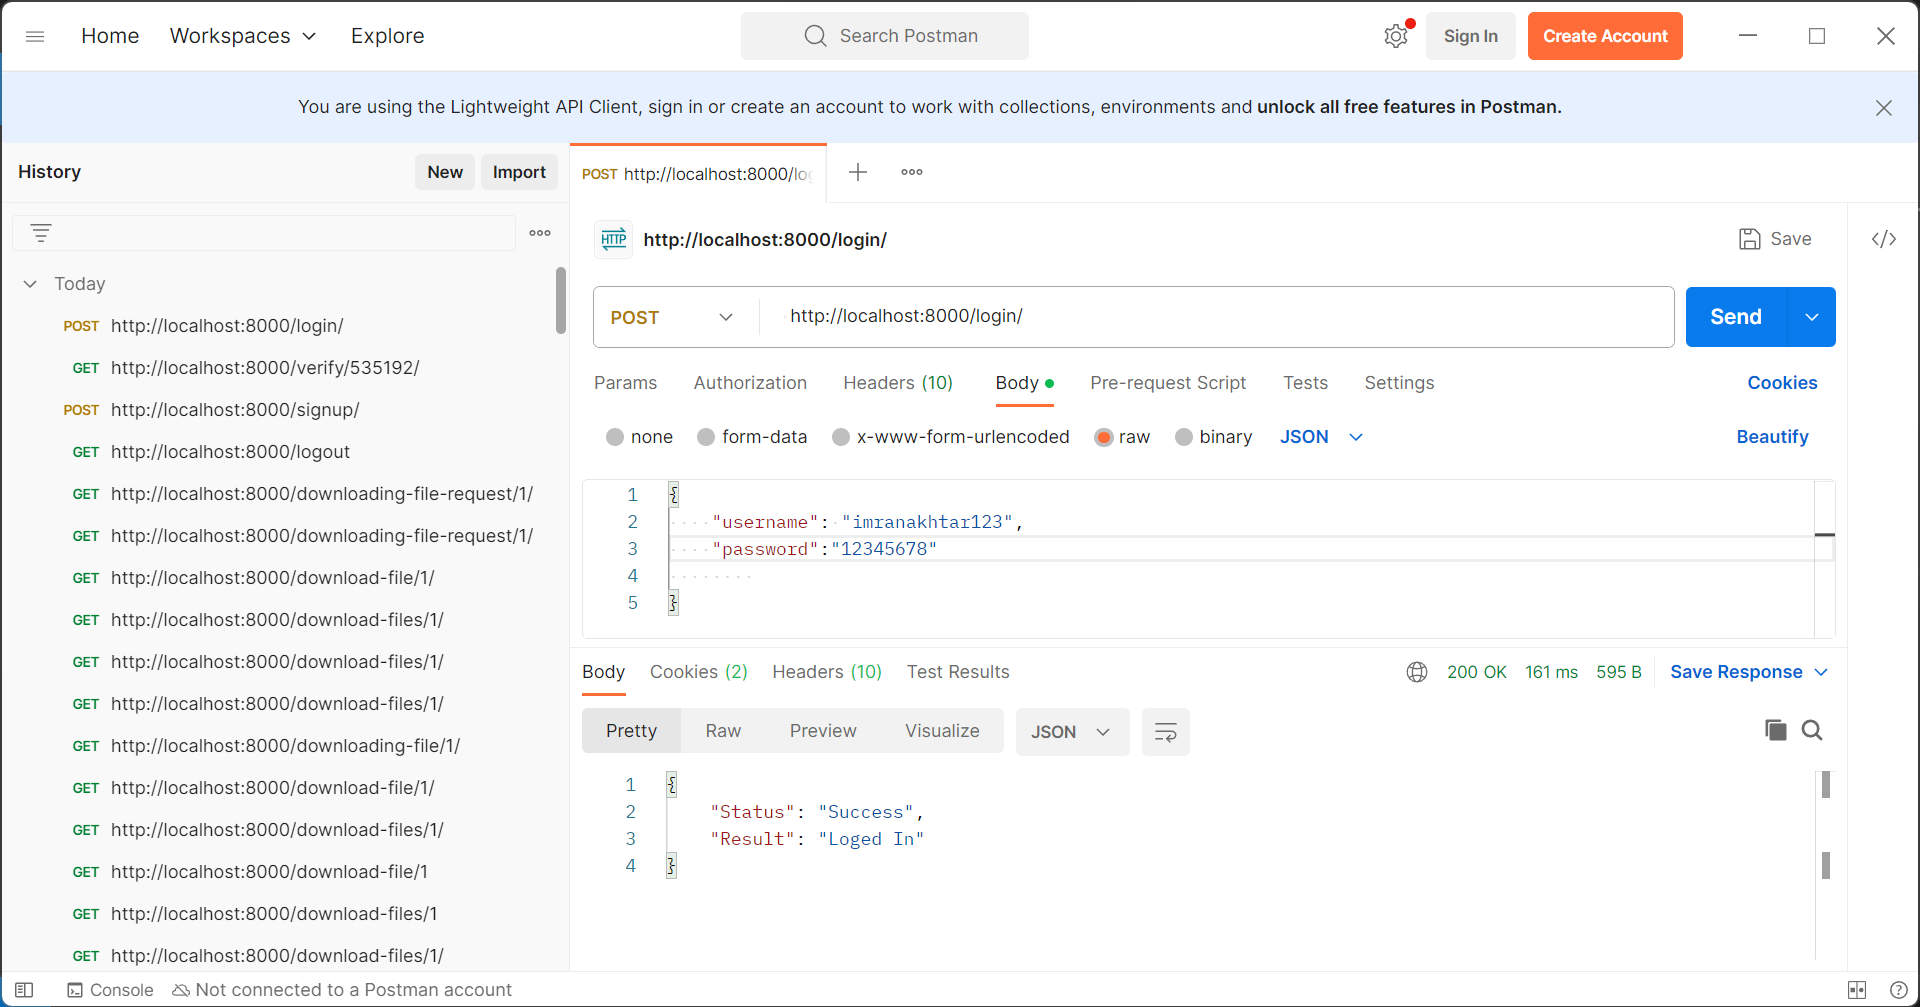 Home Workspaces Explore Search Postman Sign In Create Account
You are using the Lightweight API Client, sign in or create an account to work with collections, environments and unlock all free features in Postman.
History New Import
Today
POST http://localhost:8000/login/
GET http://localhost:8000/verify/535192/
POST http://localhost:8000/signup/
GET http://localhost:8000/logout
GET http://localhost:8000/downloading-file-request/1/
GET http://localhost:8000/downloading-file-request/1/
GET http://localhost:8000/download-file/1/
GET http://localhost:8000/download-files/1/
GET http://localhost:8000/download-files/1/
GET http://localhost:8000/download-files/1/
GET http://localhost:8000/downloading-file/1/
GET http://localhost:8000/download-file/1/
GET http://localhost:8000/download-files/1/
GET http://localhost:8000/download-file/1
GET http://localhost:8000/download-files/1
GET http://localhost:8000/download-files/1/
POST http://localhost:8000/lo
HTTP http://localhost:8000/login/ Save </>
POST http://localhost:8000/login/ Send
Params Authorization Headers (10) Body Pre-request Script Tests Settings Cookies
none form-data x-www-form-urlencoded raw binary JSON Beautify
1 {
2 "username": "imranakhtar123",
3 "password":"12345678"
4
5 }
Body Cookies (2) Headers (10) Test Results 200 OK 161 ms 595 B Save Response
Pretty Raw Preview Visualize JSON
1 {
2 "Status": "Success",
3 "Result": "Loged In"
4 }
Console Not connected to a Postman account